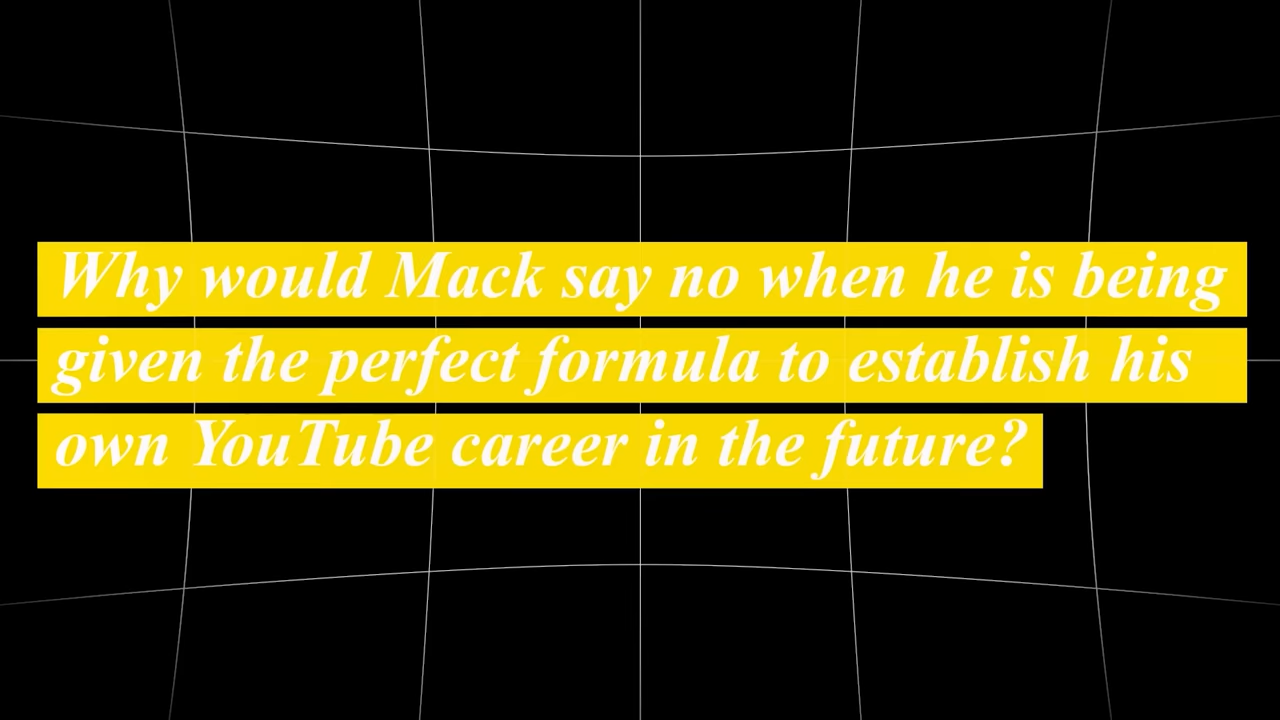 Why would Mack say no when he is being
given the perfect formula to establish his
own YouTube career in the future?